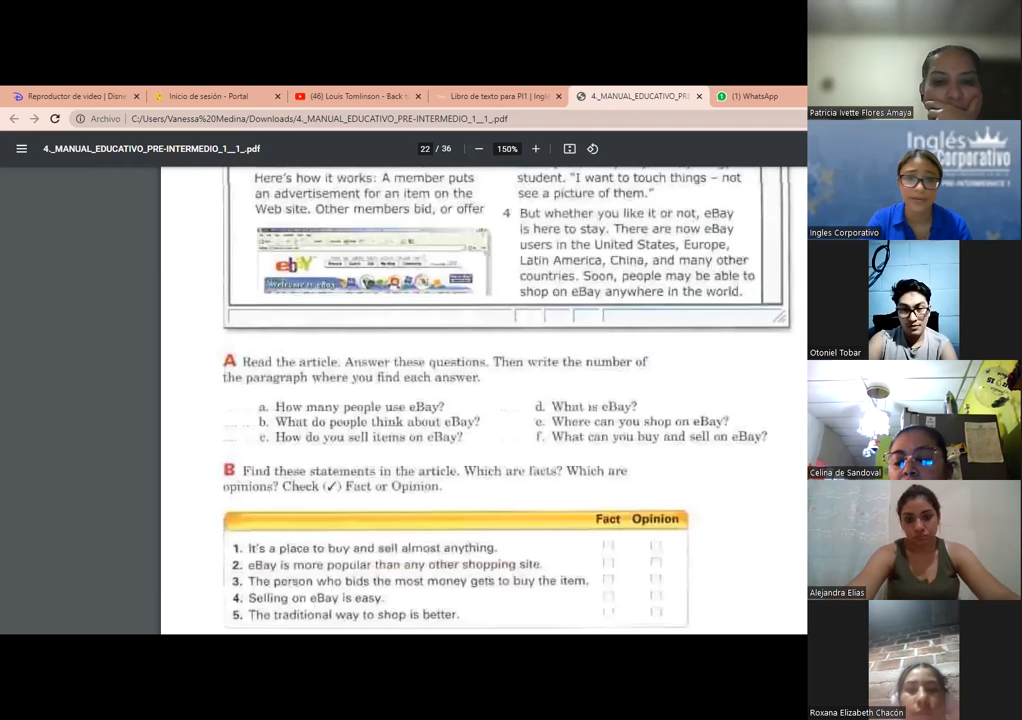 Reproductor de video | Disne
Inicio de sesión - Portal
(46) Louis Tomlinson - Back t
Libro de texto para PI1 | Ingl
4._MANUAL_EDUCATIVO_PRE-
(1) WhatsApp
Archivo
C:/Users/Vanessa%20Medina/Downloads/4._MANUAL_EDUCATIVO_PRE-INTERMEDIO_1__1_.pdf
4._MANUAL_EDUCATIVO_PRE-INTERMEDIO_1__1_.pdf
22 / 36
150%
Here's how it works: A member puts
an advertisement for an item on the
Web site. Other members bid, or offer
ebay
Welcome to eBay
student. "I want to touch things – not
see a picture of them."
4 But whether you like it or not, eBay
is here to stay. There are now eBay
users in the United States, Europe,
Latin America, China, and many other
countries. Soon, people may be able to
shop on eBay anywhere in the world.
A Read the article. Answer these questions. Then write the number of
the paragraph where you find each answer.
a. How many people use eBay?
b. What do people think about eBay?
c. How do you sell items on eBay?
d. What is eBay?
e. Where can you shop on eBay?
f. What can you buy and sell on eBay?
B Find these statements in the article. Which are facts? Which are
opinions? Check (✓) Fact or Opinion.
Fact Opinion
1. It's a place to buy and sell almost anything.
2. eBay is more popular than any other shopping site.
3. The person who bids the most money gets to buy the item.
4. Selling on eBay is easy.
5. The traditional way to shop is better.
Patricia Ivette Flores Amaya
Inglés
Corporativo
PRE-INTERMEDIATE 1
Ingles Corporativo
Otoniel Tobar
Celina de Sandoval
Alejandra Elias
Roxana Elizabeth Chacón